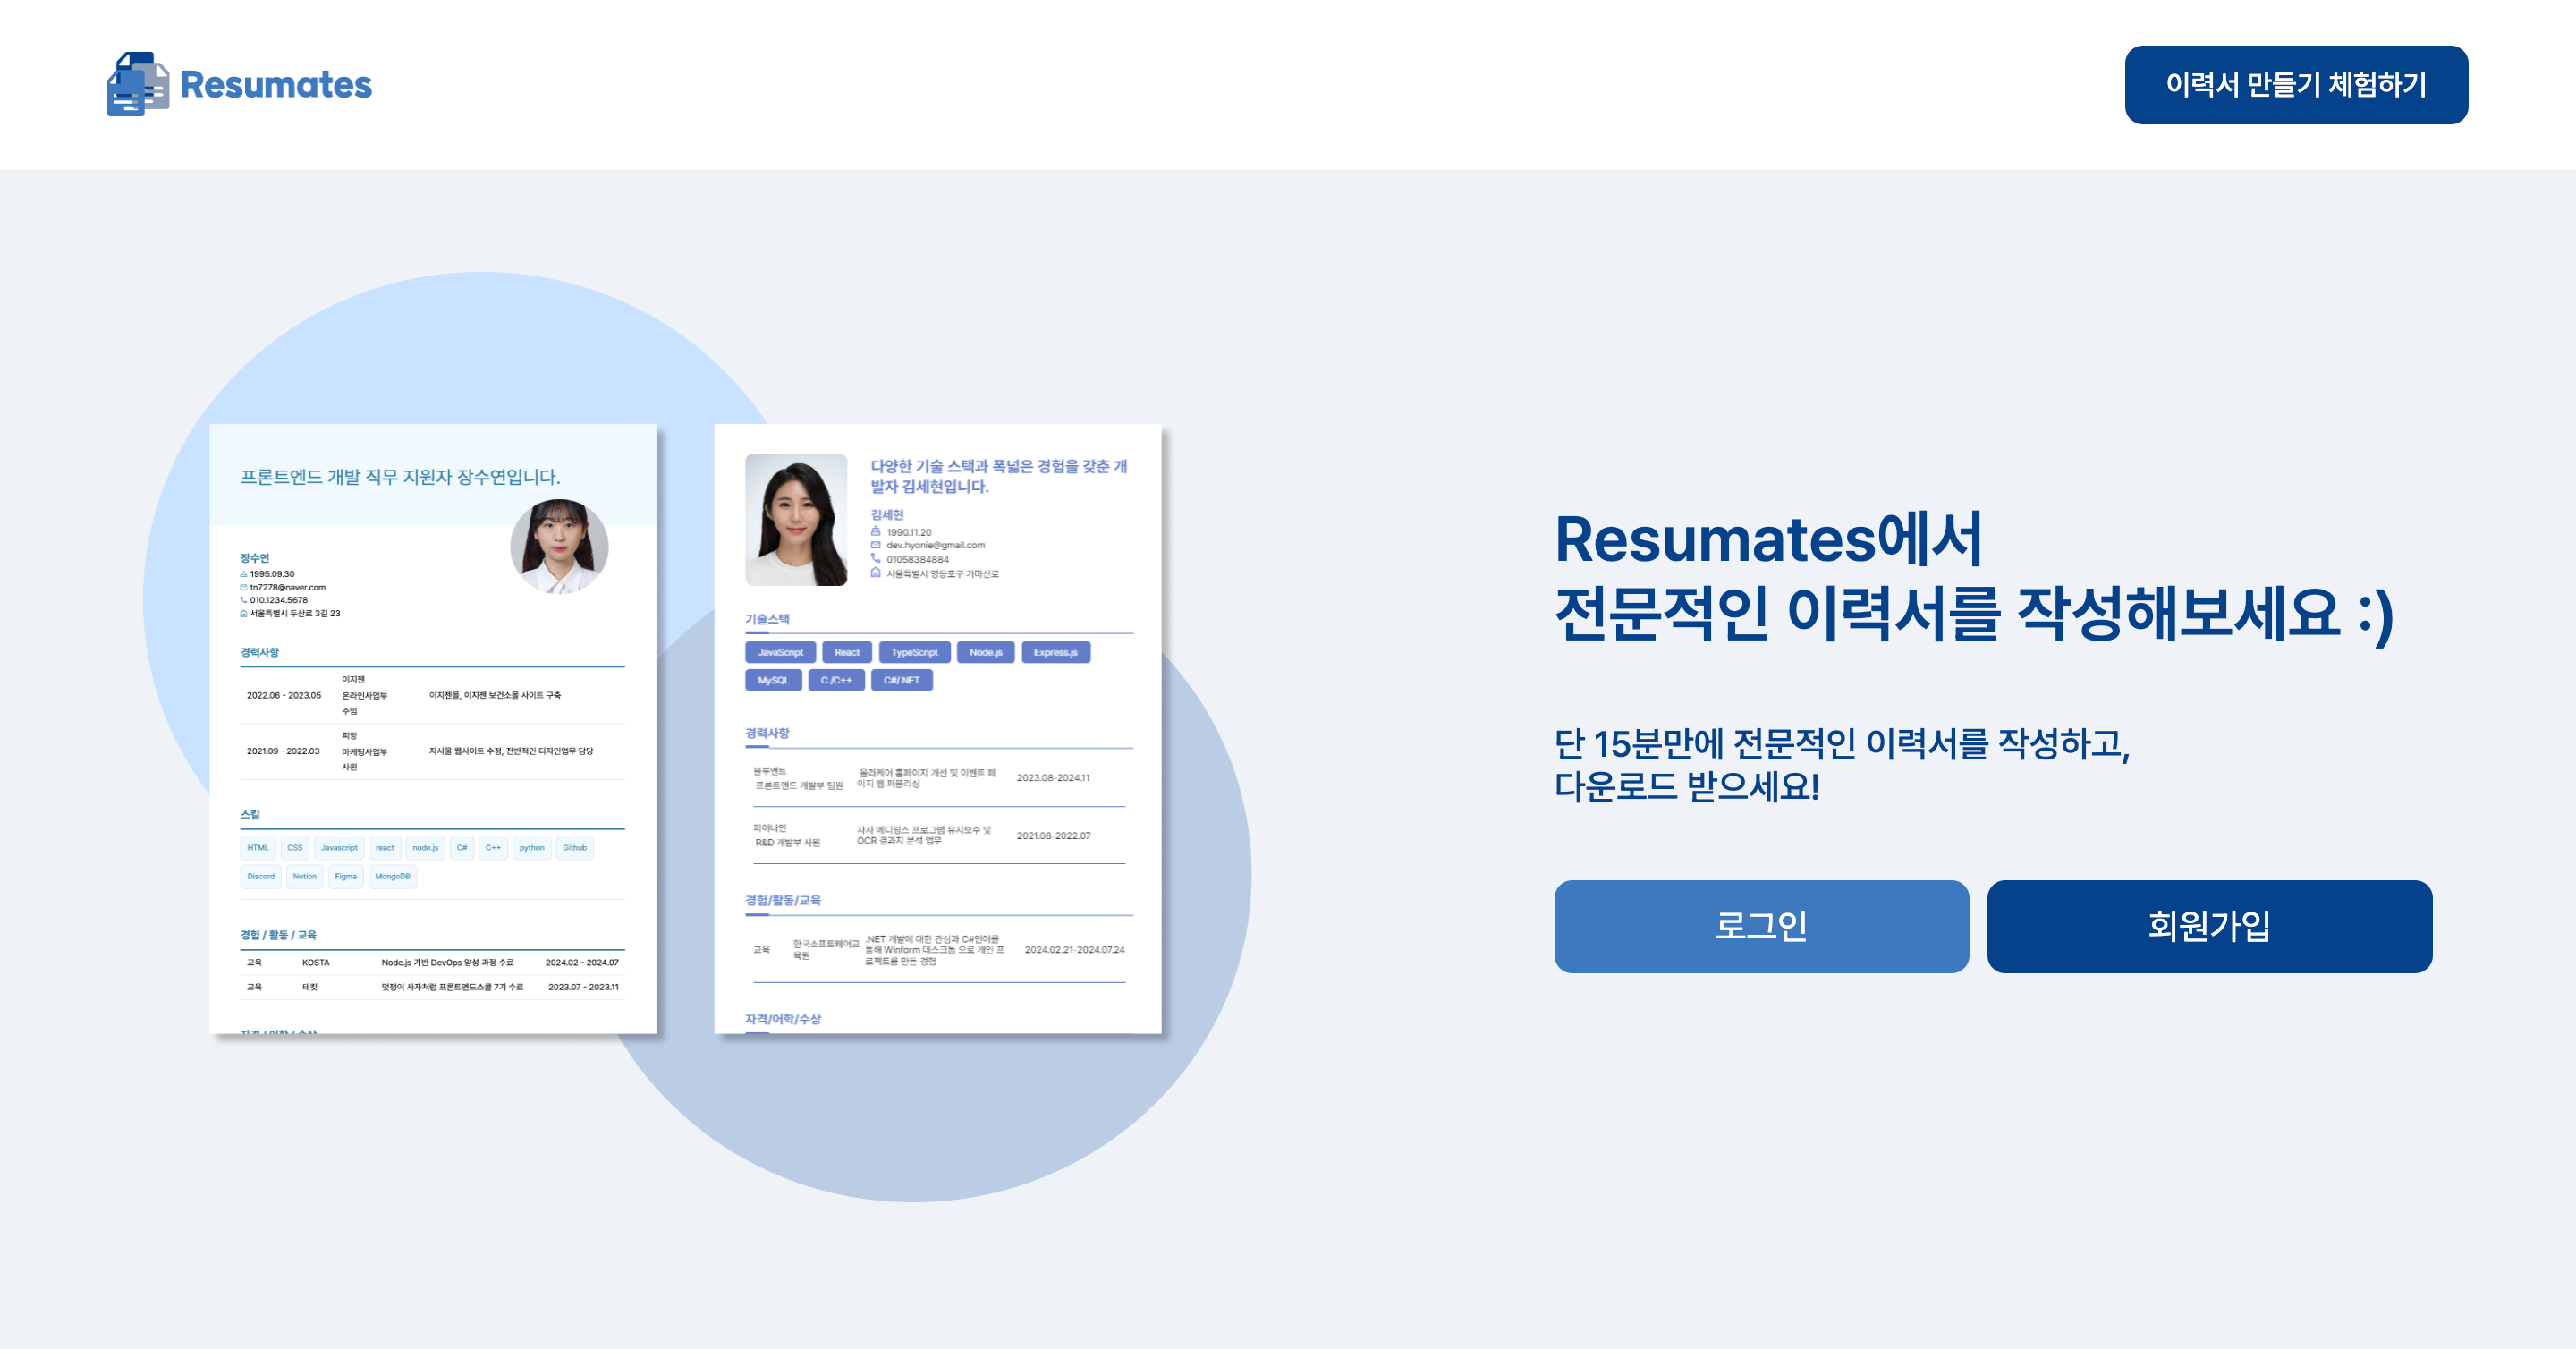 Resumates
이력서 만들기 체험하기
프론트엔드 개발 직무 지원자 장수연입니다.
장수연
1995.09.30
tn7278@naver.com
010.1234.5678
서울특별시 두산로 3길 23
경력사항
2022.06 - 2023.05
이지젠
온라인사업부
주임
이지젠몰, 이지젠 보건소몰 사이트 구축
2021.09 - 2022.03
피앙
마케팅사업부
사원
자사몰 웹사이트 수정, 전반적인 디자인업무 담당
스킬
HTML CSS Javascript react node.js C# C++ python Github
Discord Notion Figma MongoDB
경험 / 활동 / 교육
교육 KOSTA Node.js 기반 DevOps 양성 과정 수료 2024.02 - 2024.07
교육 테킷 멋쟁이 사자처럼 프론트엔드스쿨 7기 수료 2023.07 - 2023.11
자격 / 어학 / 수상
다양한 기술 스택과 폭넓은 경험을 갖춘 개
발자 김세현입니다.
김세현
1990.11.20
dev.hyonie@gmail.com
01058384884
서울특별시 영등포구 가마산로
기술스택
JavaScript React TypeScript Node.js Express.js
MySQL C /C++ C#/.NET
경력사항
블루앤트
프론트앤드 개발부 팀원
올라케어 홈페이지 개선 및 이벤트 페
이지 웹 퍼블리싱
2023.08-2024.11
피어나인
R&D 개발부 사원
자사 메디링스 프로그램 유지보수 및
OCR 결과지 분석 업무
2021.08-2022.07
경험/활동/교육
교육
한국소프트웨어교
육원
.NET 개발에 대한 관심과 C#언어를
통해 Winform 데스크톱 으로 개인 프
로젝트를 만든 경험
2024.02.21-2024.07.24
자격/어학/수상
Resumates에서
전문적인 이력서를 작성해보세요 :)
단 15분만에 전문적인 이력서를 작성하고,
다운로드 받으세요!
로그인
회원가입